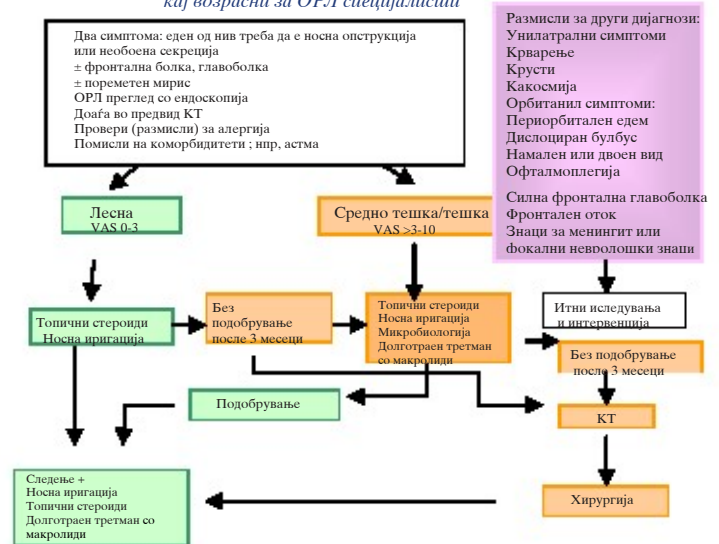 кај возрасни за ОРЛ специјалисти
Два симптома: еден од нив треба да е носна опструкција
или необоена секреција
± фронтална болка, главоболка
± пореметен мирис
ОРЛ преглед со ендоскопија
Доаѓа во предвид КТ
Провери (размисли) за алергија
Помисли на коморбидитети ; нпр, астма
Размисли за други дијагнози:
Унилатрални симптоми
Крварење
Крусти
Какосмија
Орбитанил симптоми:
Периорбитален едем
Дислоциран булбус
Намален или двоен вид
Офталмоплегија
Силна фронтална главоболка
Фронтален оток
Знаци за менингит или
фокални невролошки знаци
Лесна
VAS 0-3
Средно тешка/тешка
VAS >3-10
Топични стероиди
Носна иригација
Без
подобрување
после 3 месеци
Топични стероиди
Носна иригација
Микробиологија
Долготраен третман
со макролиди
Итни иследувања
и интервенција
Без подобрување
после 3 месеци
Подобрување
КТ
Следење +
Носна иригација
Топични стероиди
Долготраен третман со
макролиди
Хирургија